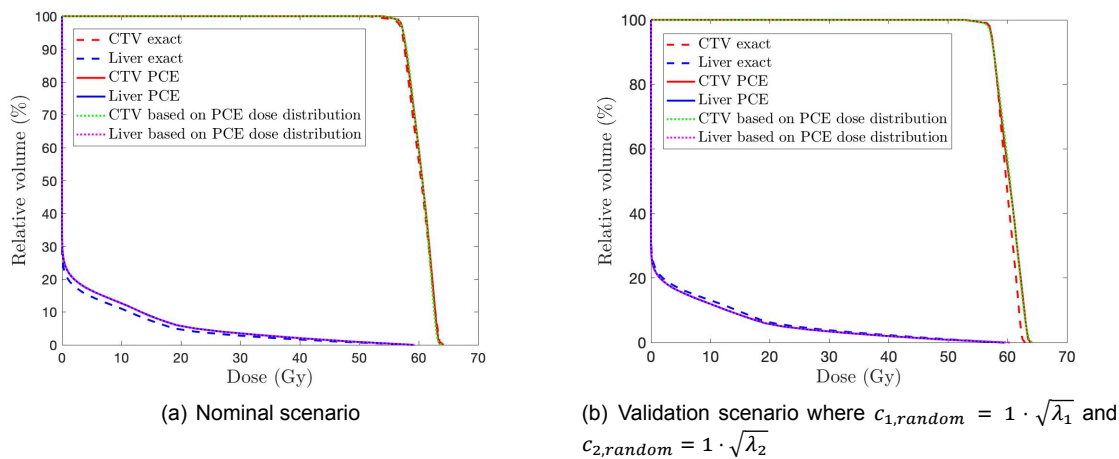 100
90
80
70
60
50
40
30
20
10
0
Relative volume (%)
CTV exact
Liver exact
CTV PCE
Liver PCE
CTV based on PCE dose distribution
Liver based on PCE dose distribution
0 10 20 30 40 50 60 70
Dose (Gy)
(a) Nominal scenario
100
80
60
40
20
0
Relative volume (%)
CTV exact
Liver exact
CTV PCE
Liver PCE
CTV based on PCE dose distribution
Liver based on PCE dose distribution
0 10 20 30 40 50 60 70
Dose (Gy)
(b) Validation scenario where c₁,random = 1 · √λ₁ and
c₂,random = 1 · √λ₂